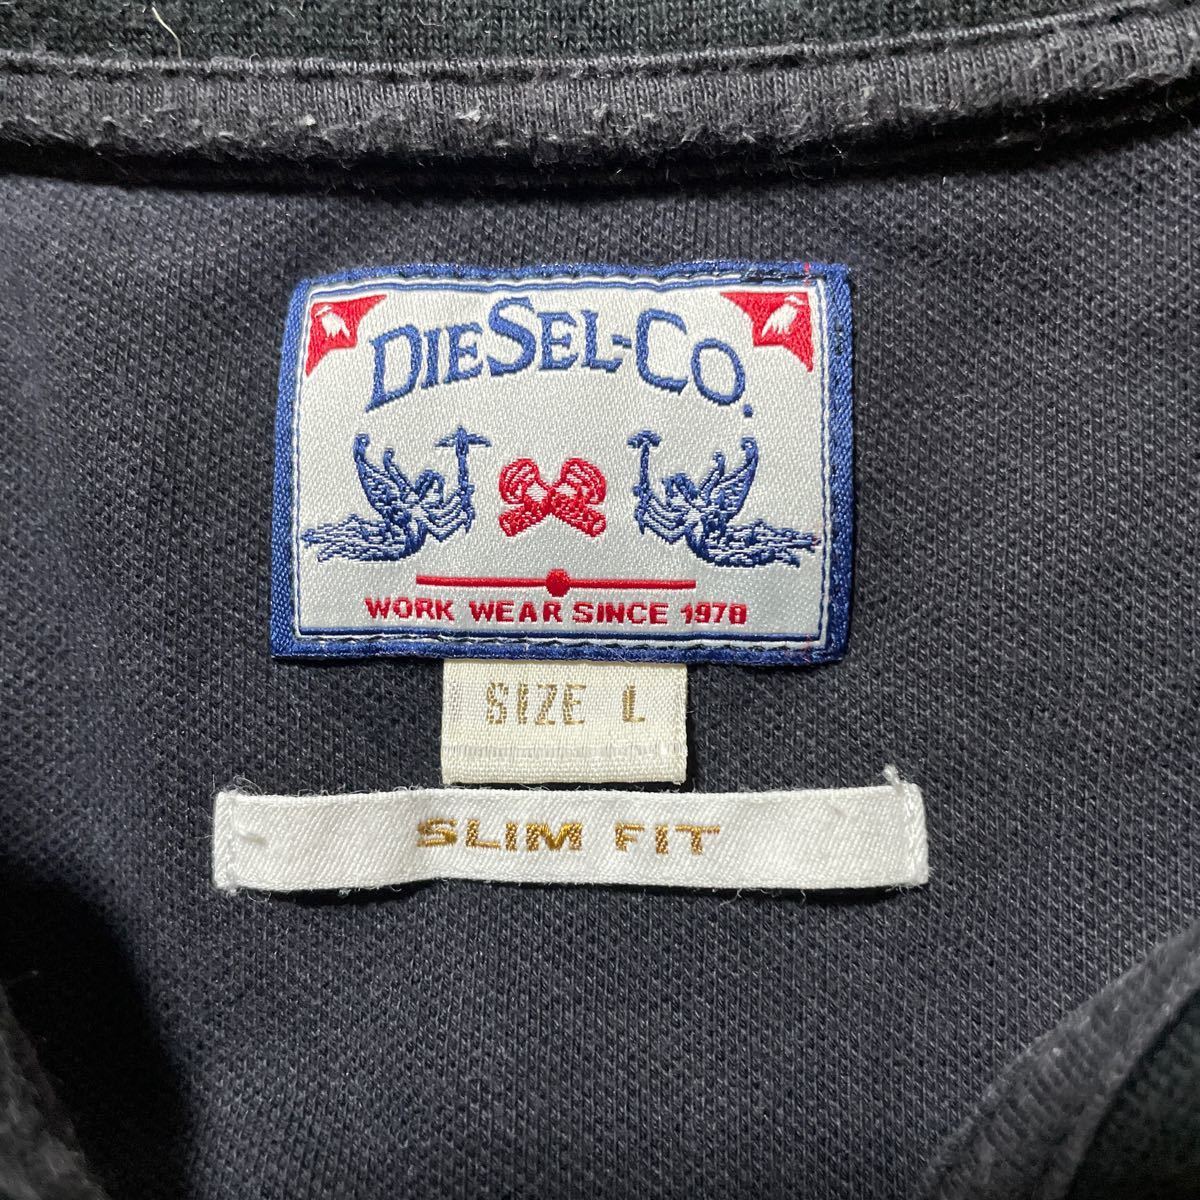 DIESEL-CO.
WORK WEAR SINCE 1978
SIZE L
SLIM FIT